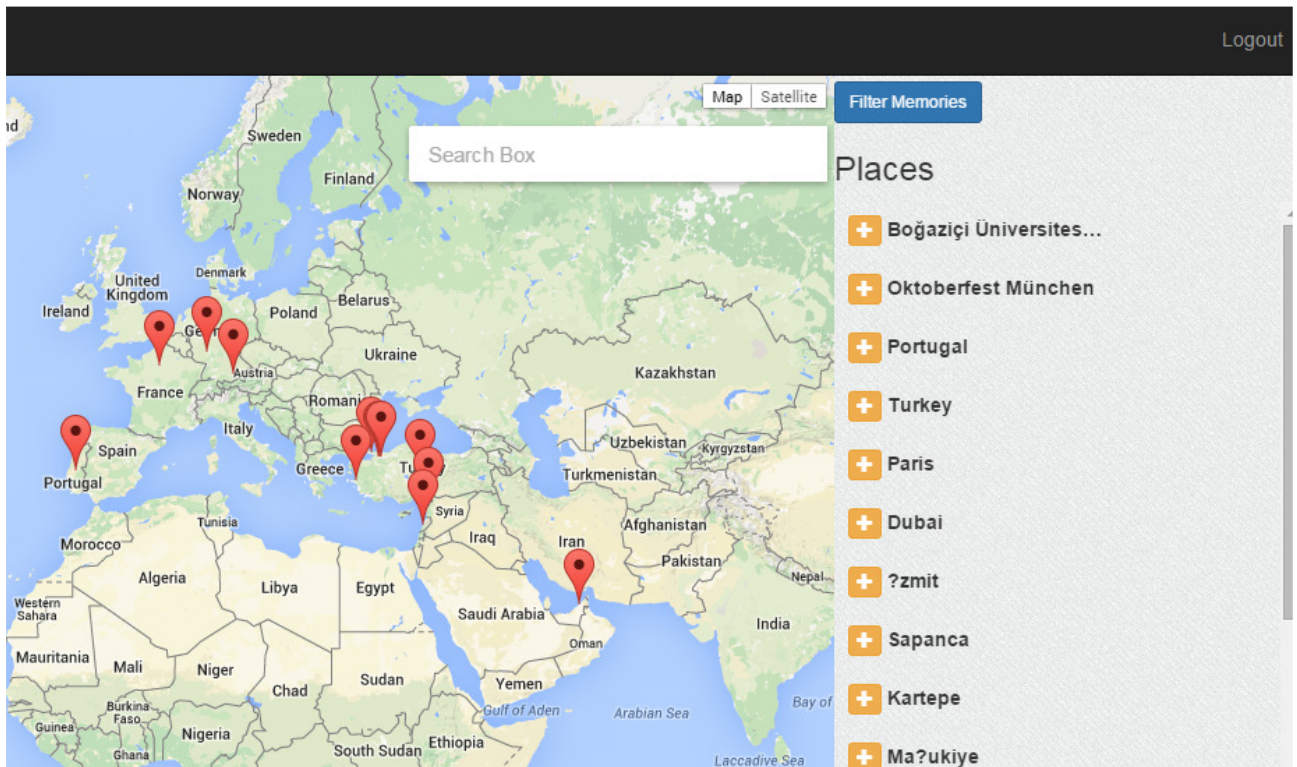 Logout
Map
Satellite
Filter Memories
Search Box
Places
Boğaziçi Üniversites...
Oktoberfest München
Portugal
Turkey
Paris
Dubai
?zmit
Sapanca
Kartepe
Ma?ukiye
nd
Sweden
Finland
Norway
Denmark
United
Kingdom
Ireland
Poland
Belarus
Ge
Ukraine
Kazakhstan
Austria
France
Romani
Italy
Uzbekistan
Kyrgyzstan
Spain
Greece
Tu
y
Turkmenistan
Portugal
Syria
Tunisia
Afghanistan
Morocco
Iraq
Iran
Pakistan
Algeria
Libya
Egypt
Nepal
Western
Sahara
Saudi Arabia
India
Oman
Mauritania
Mali
Niger
Chad
Sudan
Yemen
Bay of
Burkina
Faso
Gulf of Aden
Arabian Sea
Guinea
Nigeria
Ghana
South Sudan
Ethiopia
Laccadive Sea